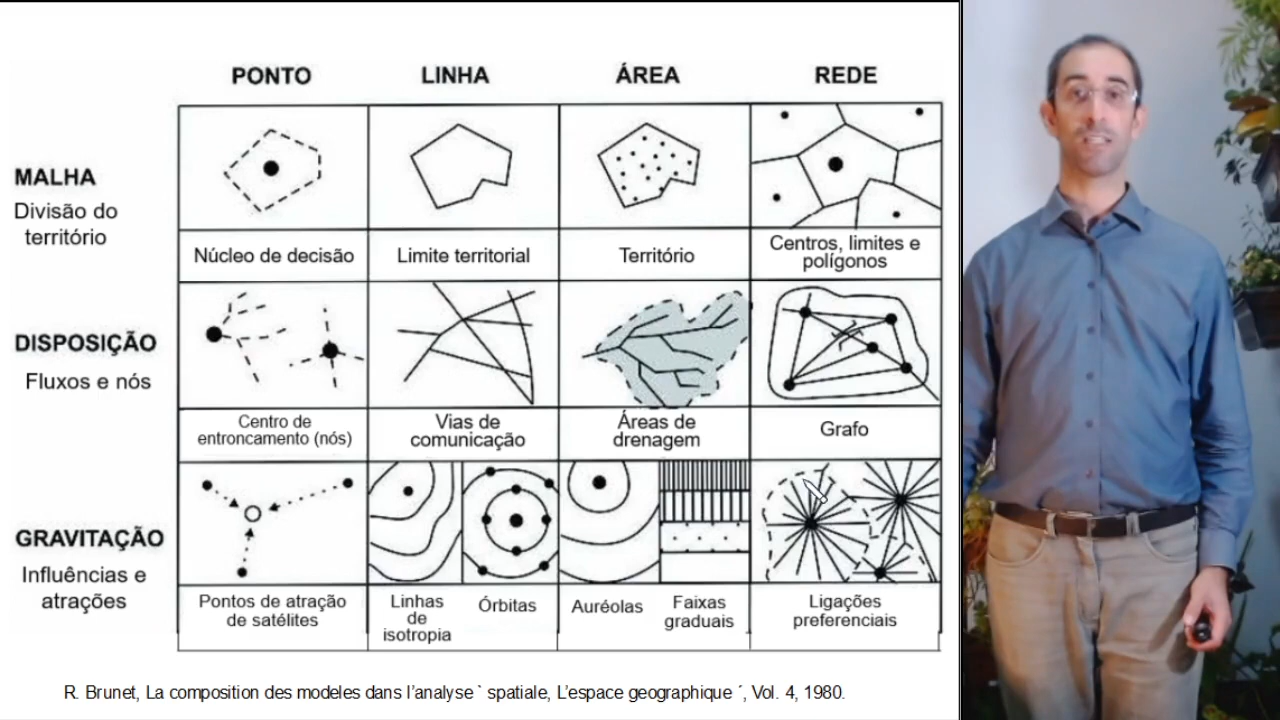 PONTO LINHA ÁREA REDE
MALHA
Divisão do
território
Núcleo de decisão
Limite territorial
Território
Centros, limites e
polígonos
DISPOSIÇÃO
Fluxos e nós
Centro de
entroncamento (nós)
Vias de
comunicação
Áreas de
drenagem
Grafo
GRAVITAÇÃO
Influências e
atrações
Pontos de atração
de satélites
Linhas
de
isotropia
Órbitas
Auréolas
Faixas
graduais
Ligações
preferenciais
R. Brunet, La composition des modeles dans l'analyse ` spatiale, L'espace geographique ´, Vol. 4, 1980.